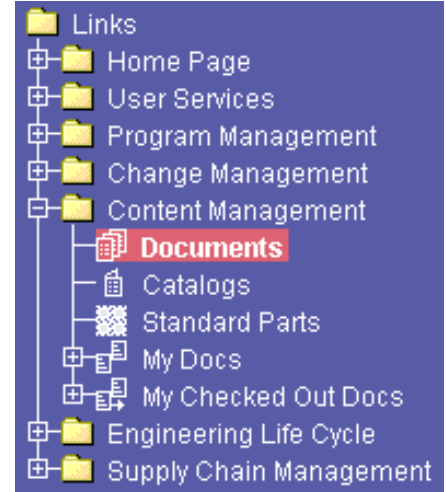 Links
Home Page
User Services
Program Management
Change Management
Content Management
Documents
Catalogs
Standard Parts
My Docs
My Checked Out Docs
Engineering Life Cycle
Supply Chain Management